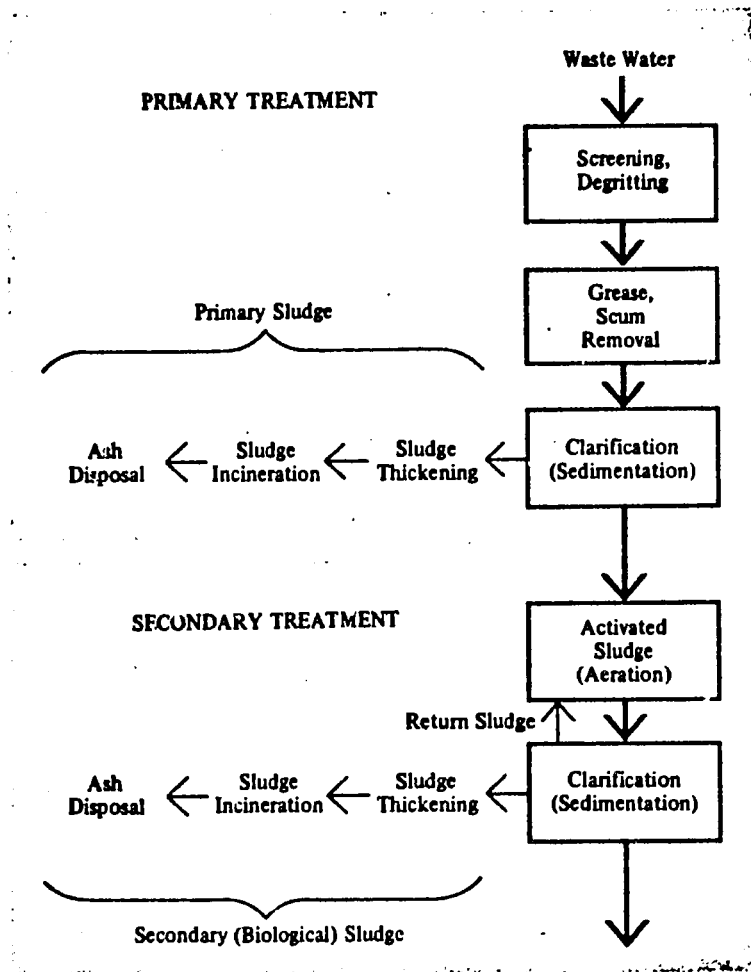 Waste Water
PRIMARY TREATMENT
Screening,
Degritting
Grease,
Scum
Removal
Primary Sludge
Clarification
(Sedimentation)
Sludge
Thickening
Sludge
Incineration
Ash
Disposal
SECONDARY TREATMENT
Activated
Sludge
(Aeration)
Return Sludge
Clarification
(Sedimentation)
Sludge
Thickening
Sludge
Incineration
Ash
Disposal
Secondary (Biological) Sludge